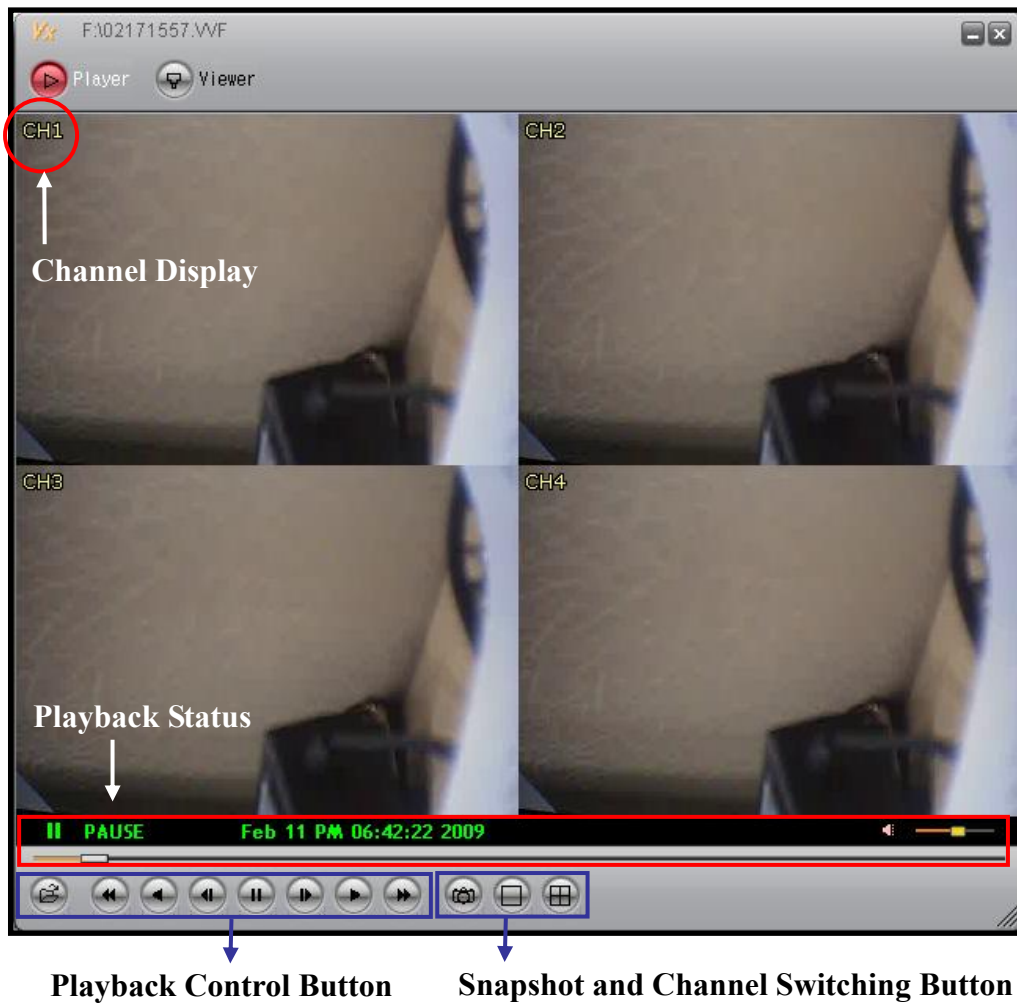 Vx F:\02171557.VVF
Player Viewer
CH1 CH2
Channel Display
CH3 CH4
Playback Status
PAUSE Feb 11 PM 06:42:22 2009
Playback Control Button Snapshot and Channel Switching Button